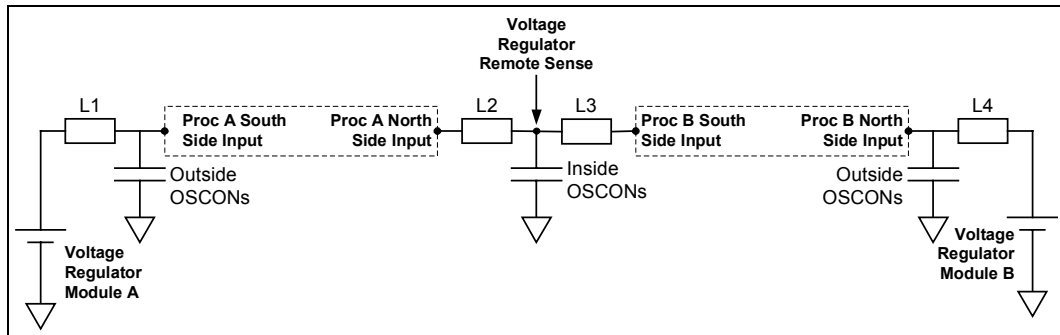 Voltage
Regulator
Remote Sense
L1
L2
L3
L4
Proc A South
Side Input
Proc A North
Side Input
Proc B South
Side Input
Proc B North
Side Input
Outside
OSCONs
Inside
OSCONs
Outside
OSCONs
Voltage
Regulator
Module A
Voltage
Regulator
Module B